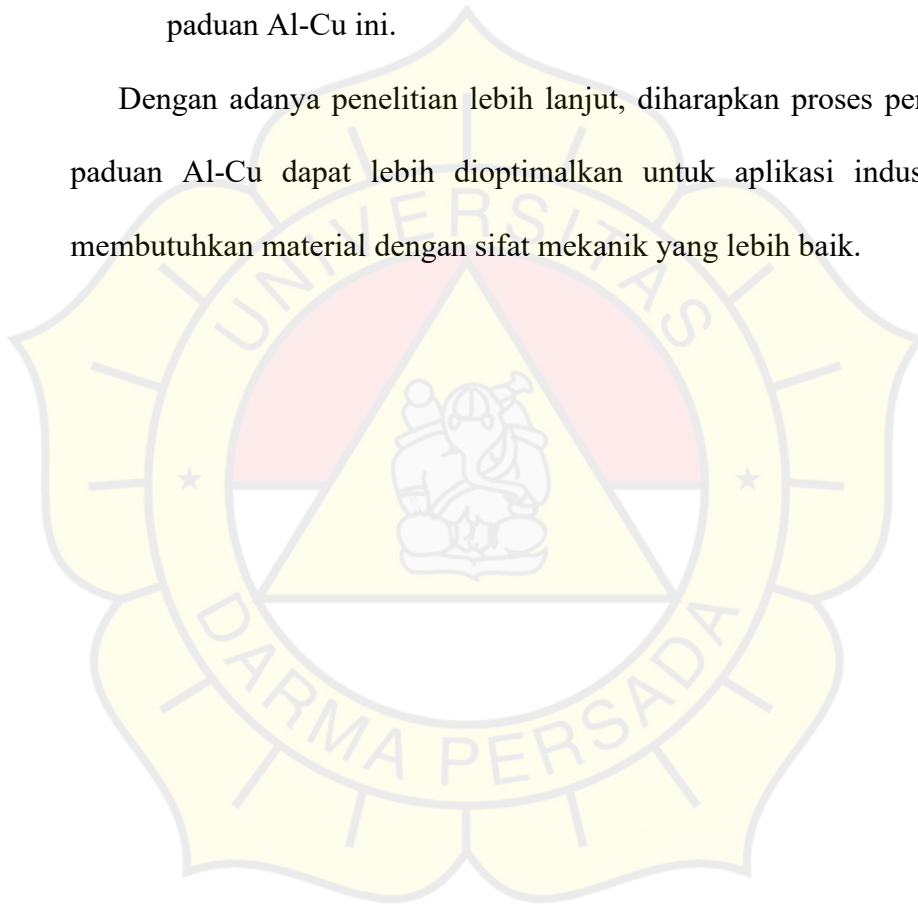 paduan Al-Cu ini.
Dengan adanya penelitian lebih lanjut, diharapkan proses
paduan Al-Cu dapat lebih dioptimalkan untuk aplikasi
membutuhkan material dengan sifat mekanik yang lebih baik.
UNIVERSITAS
DARMA PERSADA